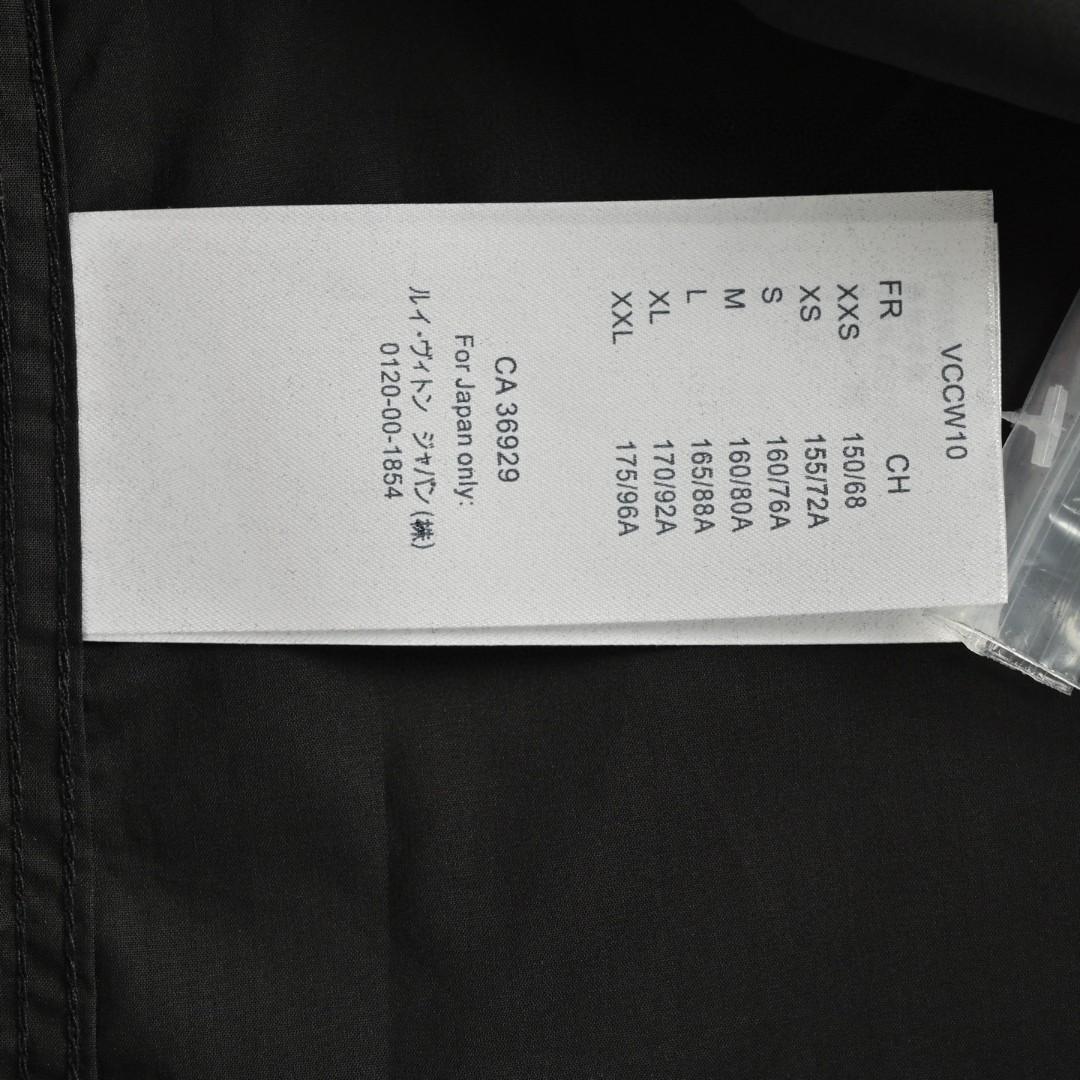 VCCW10
FR CH
XXS 150/68
XS 155/72A
S 160/76A
M 160/80A
L 165/88A
XL 170/92A
XXL 175/96A
CA 36929
For Japan only:
ルイ・ヴィトン ジャパン(株)
0120-00-1854